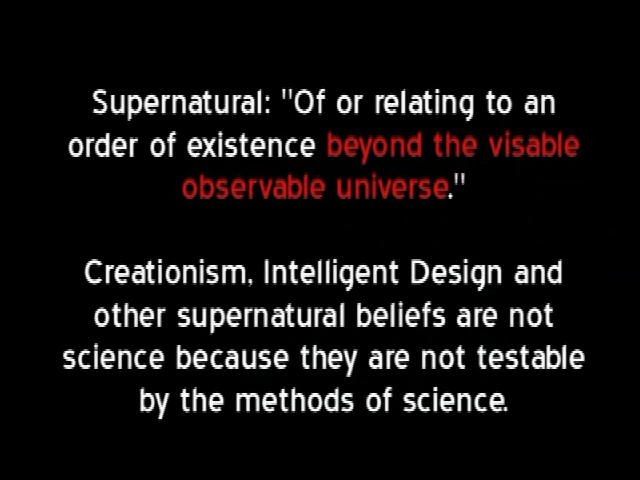 Supernatural: "Of or relating to an
order of existence beyond the visable
observable universe."
Creationism, Intelligent Design and
other supernatural beliefs are not
science because they are not testable
by the methods of science.